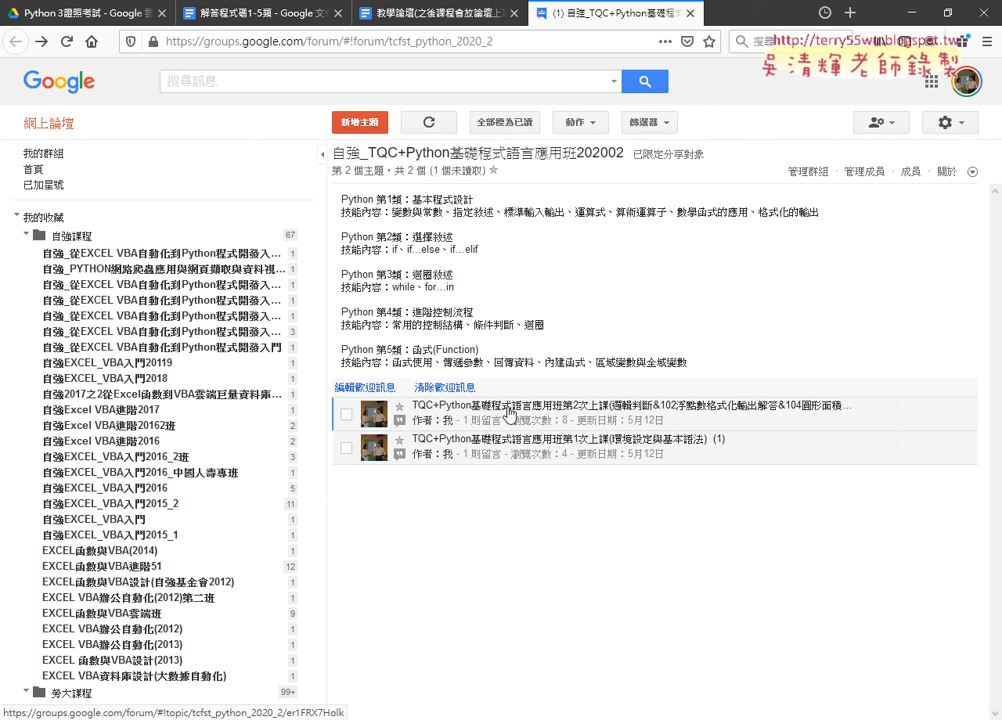 Python 3證照考試 - Google 雲
解答程式碼1-5類 - Google 文件
教學論壇(之後課程會放論壇上課
(1) 自強_TQC+Python基礎程式
https://groups.google.com/forum/#!forum/tcfst_python_2020_2
搜尋
http://terry55wu.blogspot.tw
吳清輝老師錄製
Google
搜尋訊息
網上論壇
新增主題
全部標為已讀
動作
篩選器
我的群組
首頁
已加星號
自強_TQC+Python基礎程式語言應用班202002 已限定分享對象
第 2 個主題，共 2 個 (1 個未讀取)
管理群組 · 管理成員 · 成員 · 關於
我的收藏
自強課程 67
自強_從EXCEL VBA自動化到Python程式開發入... 1
自強_PYTHON網路爬蟲應用與網頁擷取與資料視... 1
自強_從EXCEL VBA自動化到Python程式開發入... 1
自強_從EXCEL VBA自動化到Python程式開發入... 1
自強_從EXCEL VBA自動化到Python程式開發入... 1
自強_從EXCEL VBA自動化到Python程式開發入... 3
自強_從EXCEL VBA自動化到Python程式開發入門 1
自強EXCEL_VBA入門20119 1
自強EXCEL_VBA入門2018 1
自強2017之2從Excel函數到VBA雲端巨量資料庫... 1
自強Excel VBA進階2017 1
自強Excel VBA進階20162班 2
自強Excel VBA進階2016 2
自強EXCEL_VBA入門2016_2班 3
自強EXCEL_VBA入門2016_中國人壽專班 1
自強EXCEL_VBA入門2016 5
自強EXCEL_VBA入門2015_2 11
自強EXCEL_VBA入門 1
自強EXCEL_VBA入門2015_1 1
EXCEL函數與VBA(2014) 1
EXCEL函數與VBA進階51 12
EXCEL函數與VBA設計(自強基金會2012) 1
EXCEL VBA辦公自動化(2012)第二班 1
EXCEL函數與VBA雲端班 9
EXCEL VBA辦公自動化(2012) 1
EXCEL VBA辦公自動化(2013) 1
EXCEL 函數與VBA設計(2013) 1
EXCEL VBA資料庫設計(大數據自動化) 1
勞大課程 99+
Python 第1類：基本程式設計
技能內容：變數與常數、指定敘述、標準輸入輸出、運算式、算術運算子、數學函式的應用、格式化的輸出
Python 第2類：選擇敘述
技能內容：if、if...else、if...elif
Python 第3類：迴圈敘述
技能內容：while、for...in
Python 第4類：進階控制流程
技能內容：常用的控制結構、條件判斷、迴圈
Python 第5類：函式(Function)
技能內容：函式使用、傳遞參數、回傳資料、內建函式、區域變數與全域變數
編輯歡迎訊息 清除歡迎訊息
TQC+Python基礎程式語言應用班第2次上課(邏輯判斷&102浮點數格式化輸出解答&104圓形面積...
作者：我 - 1 則留言 - 瀏覽次數：8 - 更新日期：5月12日
TQC+Python基礎程式語言應用班第1次上課(環境設定與基本語法) (1)
作者：我 - 1 則留言 - 瀏覽次數：4 - 更新日期：5月12日
https://groups.google.com/forum/#!topic/tcfst_python_2020_2/er1FRX7Holk